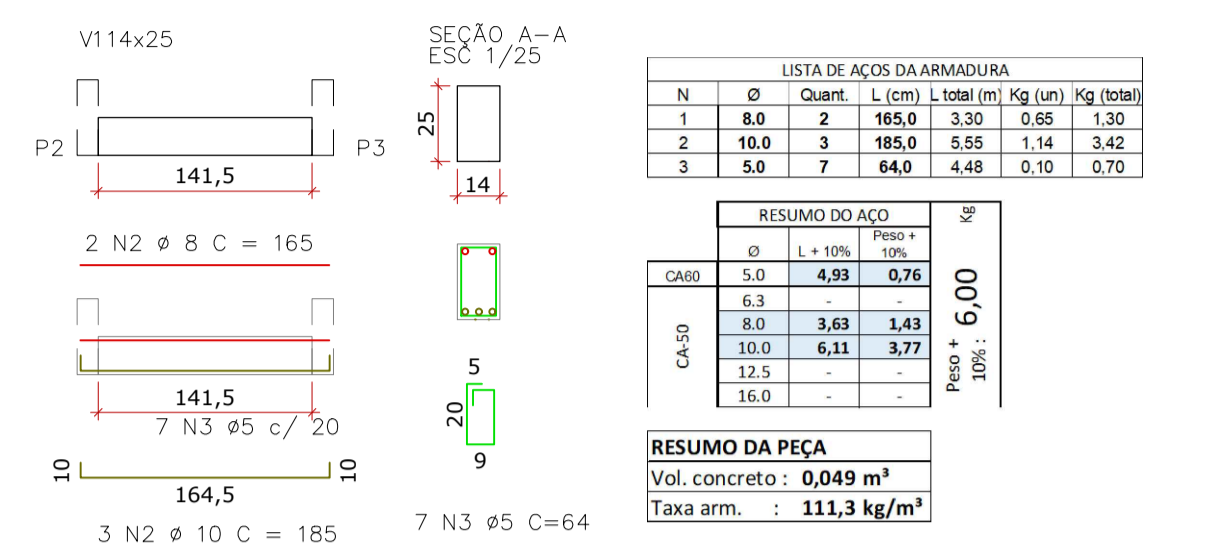 V114x25
P2
P3
141,5
2 N2 ø 8 C = 165
141,5
7 N3 ø5 c/ 20
10
10
164,5
3 N2 ø 10 C = 185
SEÇÃO A-A
ESC 1/25
25
14
5
20
9
7 N3 ø5 C=64
LISTA DE AÇOS DA ARMADURA
N Ø Quant. L (cm) L total (m) Kg (un) Kg (total)
1 8.0 2 165,0 3,30 0,65 1,30
2 10.0 3 185,0 5,55 1,14 3,42
3 5.0 7 64,0 4,48 0,10 0,70
RESUMO DO AÇO
Ø L + 10% Peso +
10%
CA60 5.0 4,93 0,76
CA-50
6.3 - -
8.0 3,63 1,43
10.0 6,11 3,77
12.5 - -
16.0 - -
Peso +
10% : 6,00 Kg
RESUMO DA PEÇA
Vol. concreto : 0,049 m³
Taxa arm. : 111,3 kg/m³